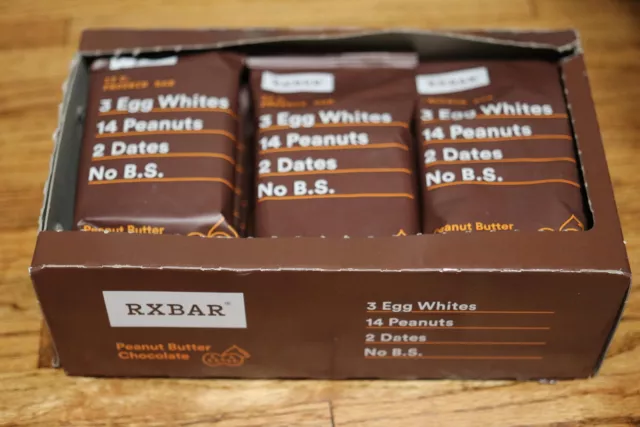 PROTEIN BAR
3 Egg Whites
14 Peanuts
2 Dates
No B.S.
Peanut Butter
RXBAR
3 Egg Whites
14 Peanuts
2 Dates
No B.S.
RXBAR
3 Egg Whites
14 Peanuts
2 Dates
No B.S.
Peanut Butter
RXBAR®
Peanut Butter
Chocolate
3 Egg Whites
14 Peanuts
2 Dates
No B.S.